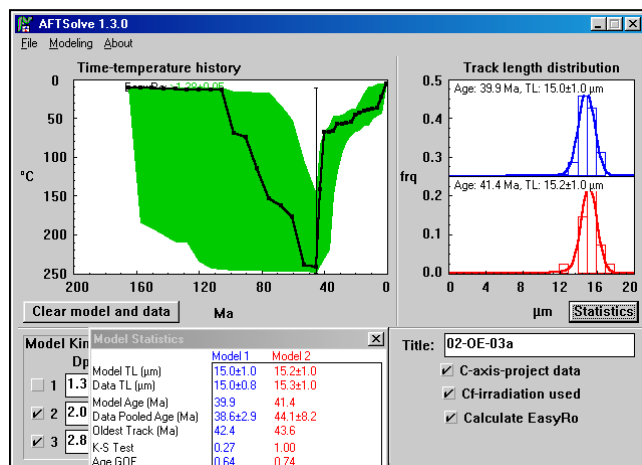 AFTSolve 1.3.0
File Modeling About
Time-temperature history
Track length distribution
0
50
100
150
200
250
°C
200 160 120 80 40 0
Ma
Clear model and data
0.5
0.4
0.3
frq
0.2
0.1
0.0
Age: 39.9 Ma, TL: 15.0±1.0 µm
Age: 41.4 Ma, TL: 15.2±1.0 µm
0 4 8 12 16 20
µm
Statistics
Model Kin
Dp
1 1.3
2 2.0
3 2.8
Model Statistics
Model 1 Model 2
Model TL (µm) 15.0±1.0 15.2±1.0
Data TL (µm) 15.0±0.8 15.3±1.0
Model Age (Ma) 39.9 41.4
Data Pooled Age (Ma) 38.6±2.9 44.1±8.2
Oldest Track (Ma) 42.4 43.6
K-S Test 0.27 1.00
Age GOF 0.64 0.74
Title: 02-OE-03a
C-axis-project data
Cf-irradiation used
Calculate EasyRo